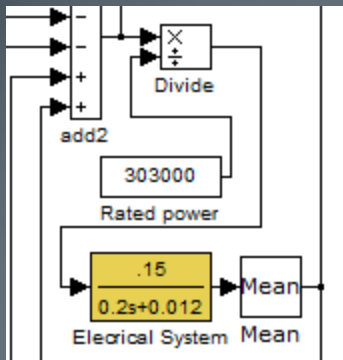 −
−
+
+
×
÷
Divide
add2
303000
Rated power
.15
0.2s+0.012
Mean
Elecrical System
Mean